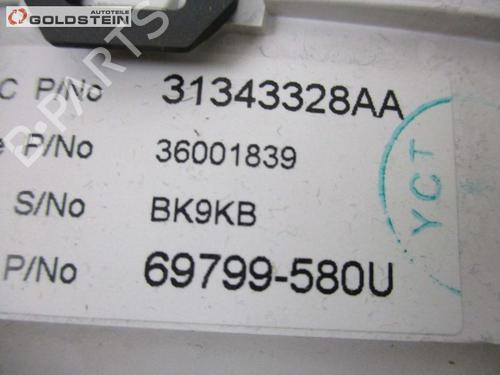 AUTOTEILE
GOLDSTEIN
C P/No 31343328AA
e P/No 36001839
S/No BK9KB
P/No 69799-580U
YCT
B-PARTS